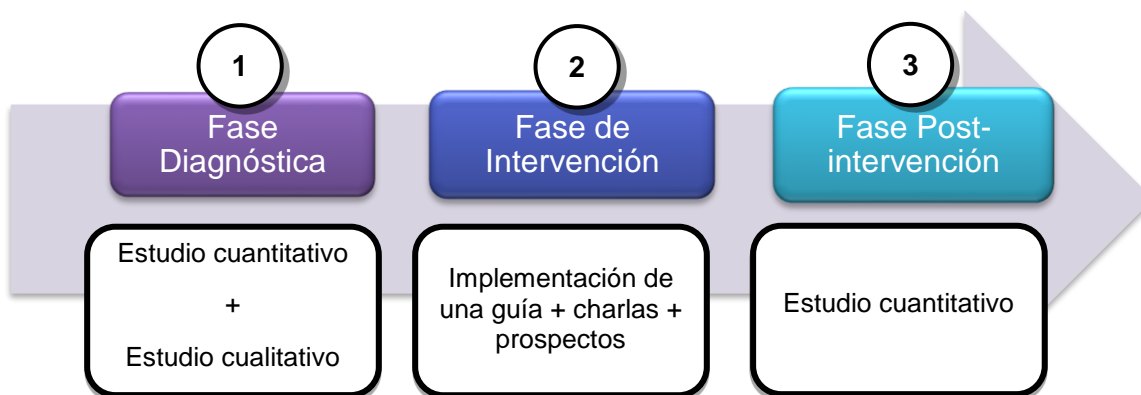 1
Fase
Diagnóstica
Estudio cuantitativo
+
Estudio cualitativo
2
Fase de
Intervención
Implementación de
una guía + charlas +
prospectos
3
Fase Post-
intervención
Estudio cuantitativo